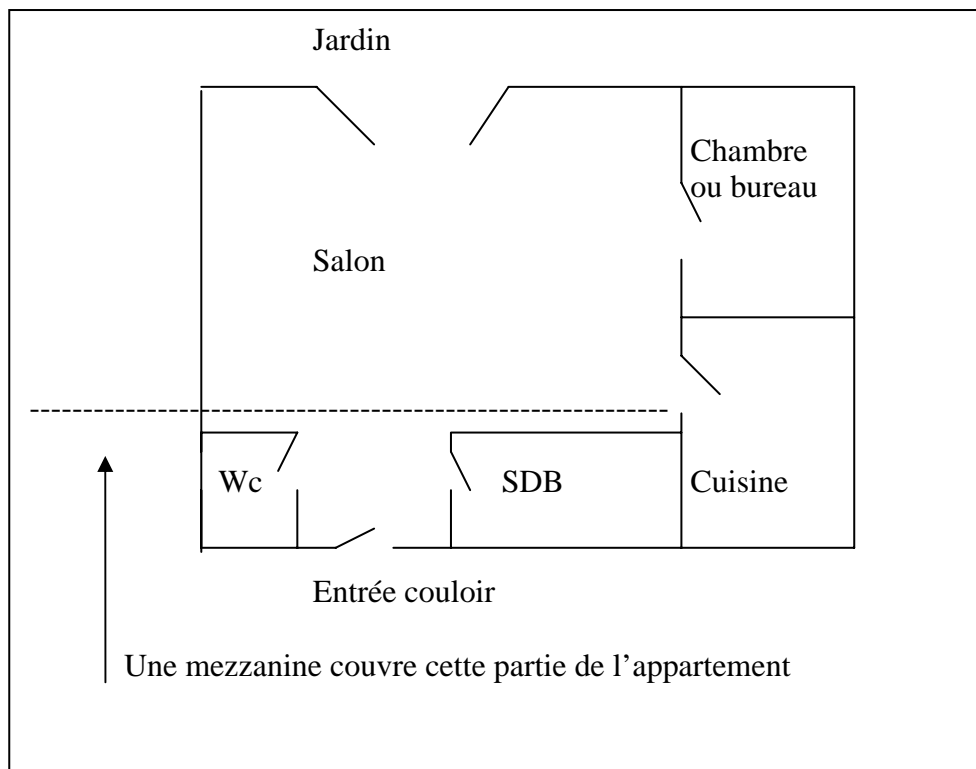 Jardin
Chambre
ou bureau
Salon
Wc
SDB
Cuisine
Entrée couloir
Une mezzanine couvre cette partie de l’appartement